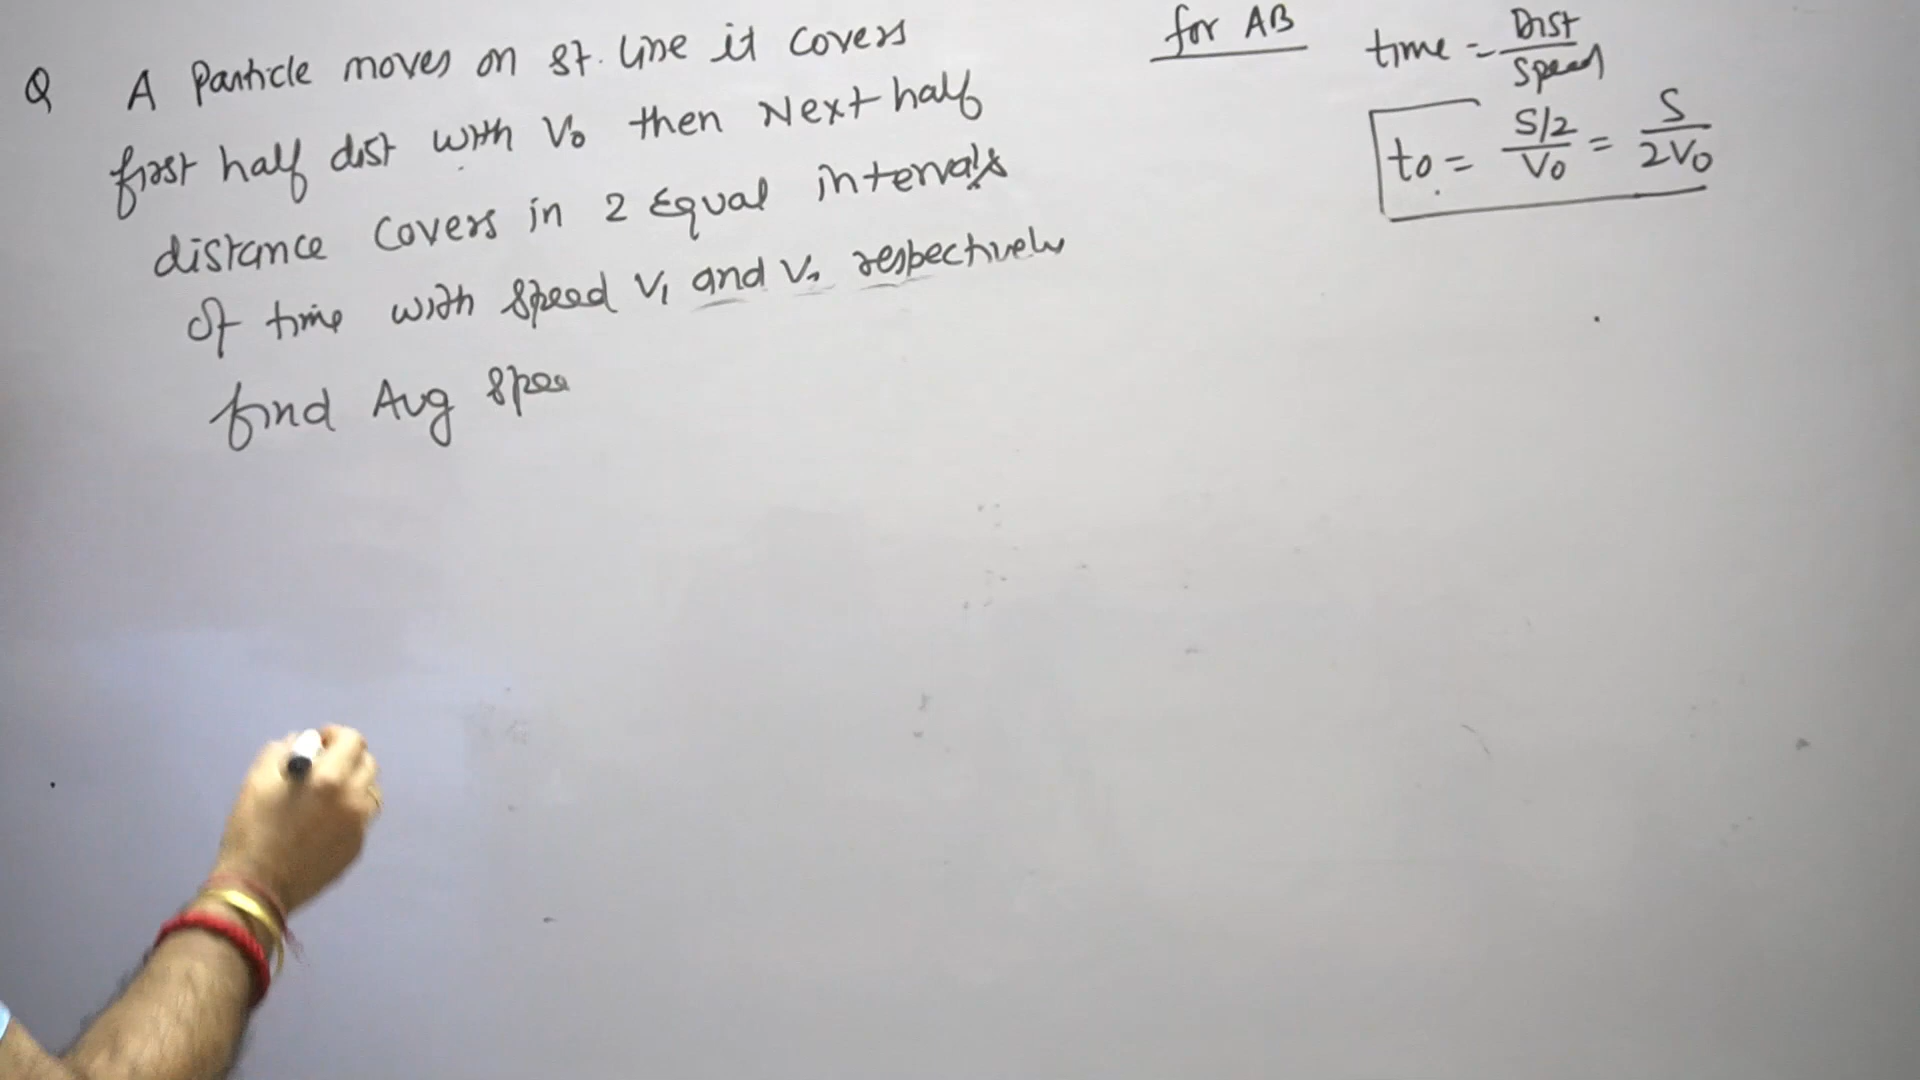 Q A Particle moves on st. line it covers
first half dist with V₀ then Next half
distance covers in 2 Equal intervals
of time with speed V₁ and V₂ respectively
find Avg spee
for AB
time = Dist / Speed
t₀ = S/2 / V₀ = S / 2V₀